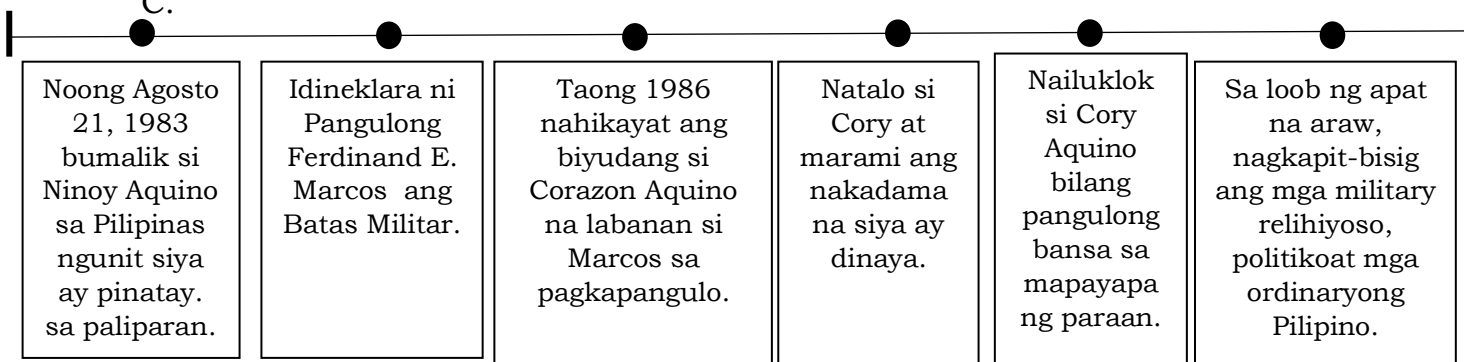 C.
Noong Agosto
21, 1983
bumalik si
Ninoy Aquino
sa Pilipinas
ngunit siya
ay pinatay.
sa paliparan.
Idineklara ni
Pangulong
Ferdinand E.
Marcos ang
Batas Militar.
Taong 1986
nahikayat ang
biyudang si
Corazon Aquino
na labanan si
Marcos sa
pagkapangulo.
Natalo si
Cory at
marami ang
nakadama
na siya ay
dinaya.
Nailuklok
si Cory
Aquino
bilang
pangulong
bansa sa
mapayapa
ng paraan.
Sa loob ng apat
na araw,
nagkapit-bisig
ang mga military
relihiyoso,
politikoat mga
ordinaryong
Pilipino.